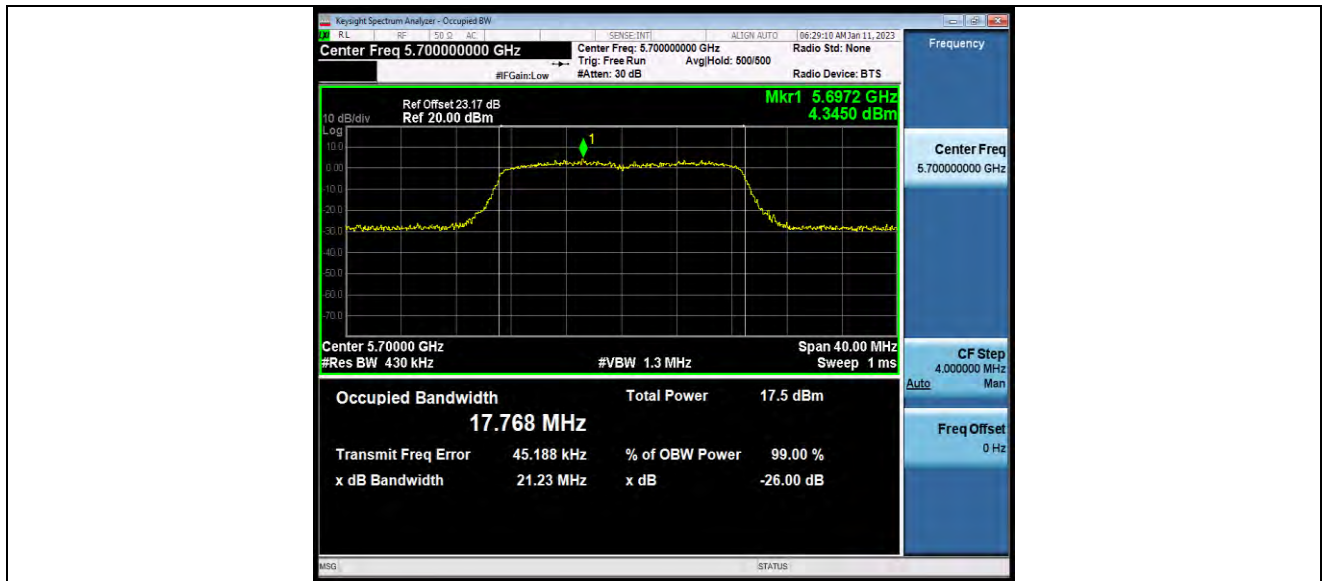 Keysight Spectrum Analyzer - Occupied BW
RL RF 50 Ω AC SENSE:INT ALIGN AUTO 06:29:10 AM Jan 11, 2023
Center Freq 5.700000000 GHz
Center Freq: 5.700000000 GHz
Radio Std: None
Trig: Free Run Avg|Hold: 500/500
#IFGain:Low
#Atten: 30 dB
Radio Device: BTS
Frequency
Mkr1 5.6972 GHz
4.3450 dBm
Ref Offset 23.17 dB
10 dB/div Ref 20.00 dBm
Log
1
10.0
0.00
-10.0
-20.0
-30.0
-40.0
-50.0
-60.0
-70.0
Center 5.70000 GHz Span 40.00 MHz
#Res BW 430 kHz #VBW 1.3 MHz Sweep 1 ms
Center Freq
5.700000000 GHz
CF Step
4.000000 MHz
Auto Man
Freq Offset
0 Hz
Occupied Bandwidth Total Power 17.5 dBm
17.768 MHz
Transmit Freq Error 45.188 kHz % of OBW Power 99.00 %
x dB Bandwidth 21.23 MHz x dB -26.00 dB
MSG STATUS